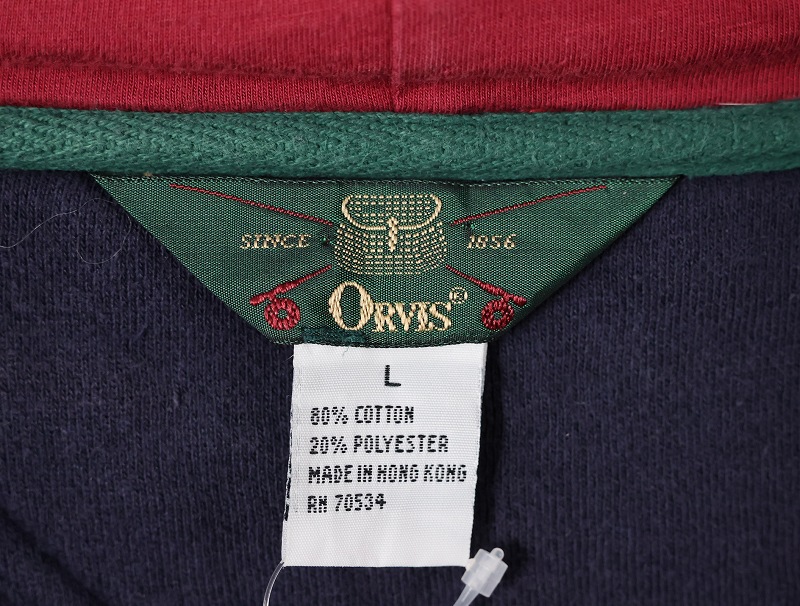 SINCE 1856
ORVIS®
L
80% COTTON
20% POLYESTER
MADE IN HONG KONG
RN 70534